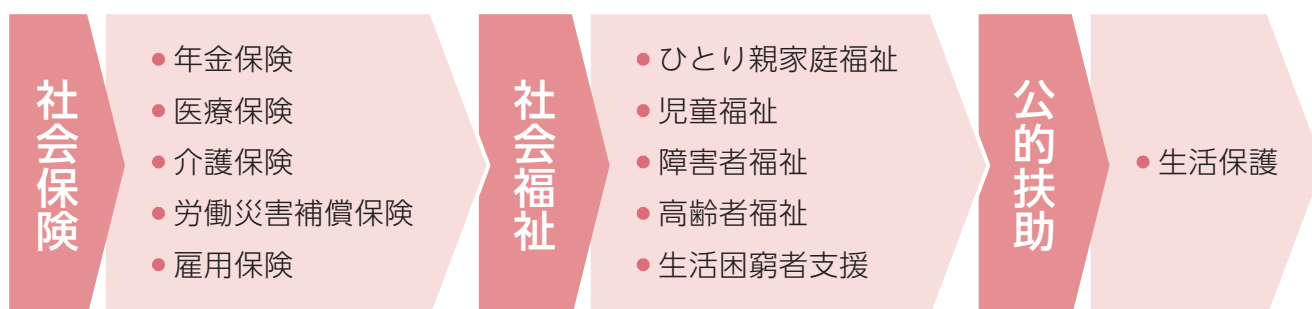 社会保険
年金保険
医療保険
介護保険
労働災害補償保険
雇用保険
社会福祉
ひとり親家庭福祉
児童福祉
障害者福祉
高齢者福祉
生活困窮者支援
公的扶助
生活保護